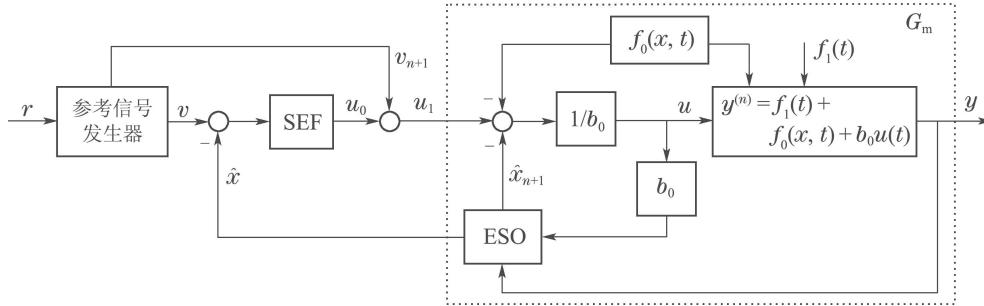 G_m
f_0(x, t)
f_1(t)
v_{n+1}
r
参考信号
发生器
v
SEF
u_0
u_1
1/b_0
u
y^{(n)} = f_1(t) +
f_0(x, t) + b_0u(t)
y
−
−
−
x̂
x̂_{n+1}
b_0
ESO